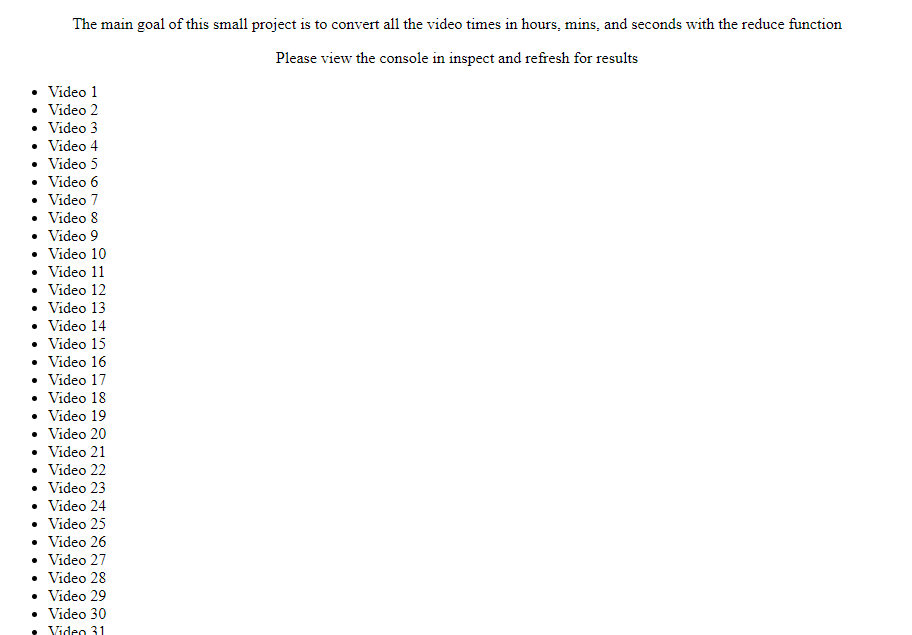 The main goal of this small project is to convert all the video times in hours, mins, and seconds with the reduce function
Please view the console in inspect and refresh for results
• Video 1
• Video 2
• Video 3
• Video 4
• Video 5
• Video 6
• Video 7
• Video 8
• Video 9
• Video 10
• Video 11
• Video 12
• Video 13
• Video 14
• Video 15
• Video 16
• Video 17
• Video 18
• Video 19
• Video 20
• Video 21
• Video 22
• Video 23
• Video 24
• Video 25
• Video 26
• Video 27
• Video 28
• Video 29
• Video 30
• Video 31